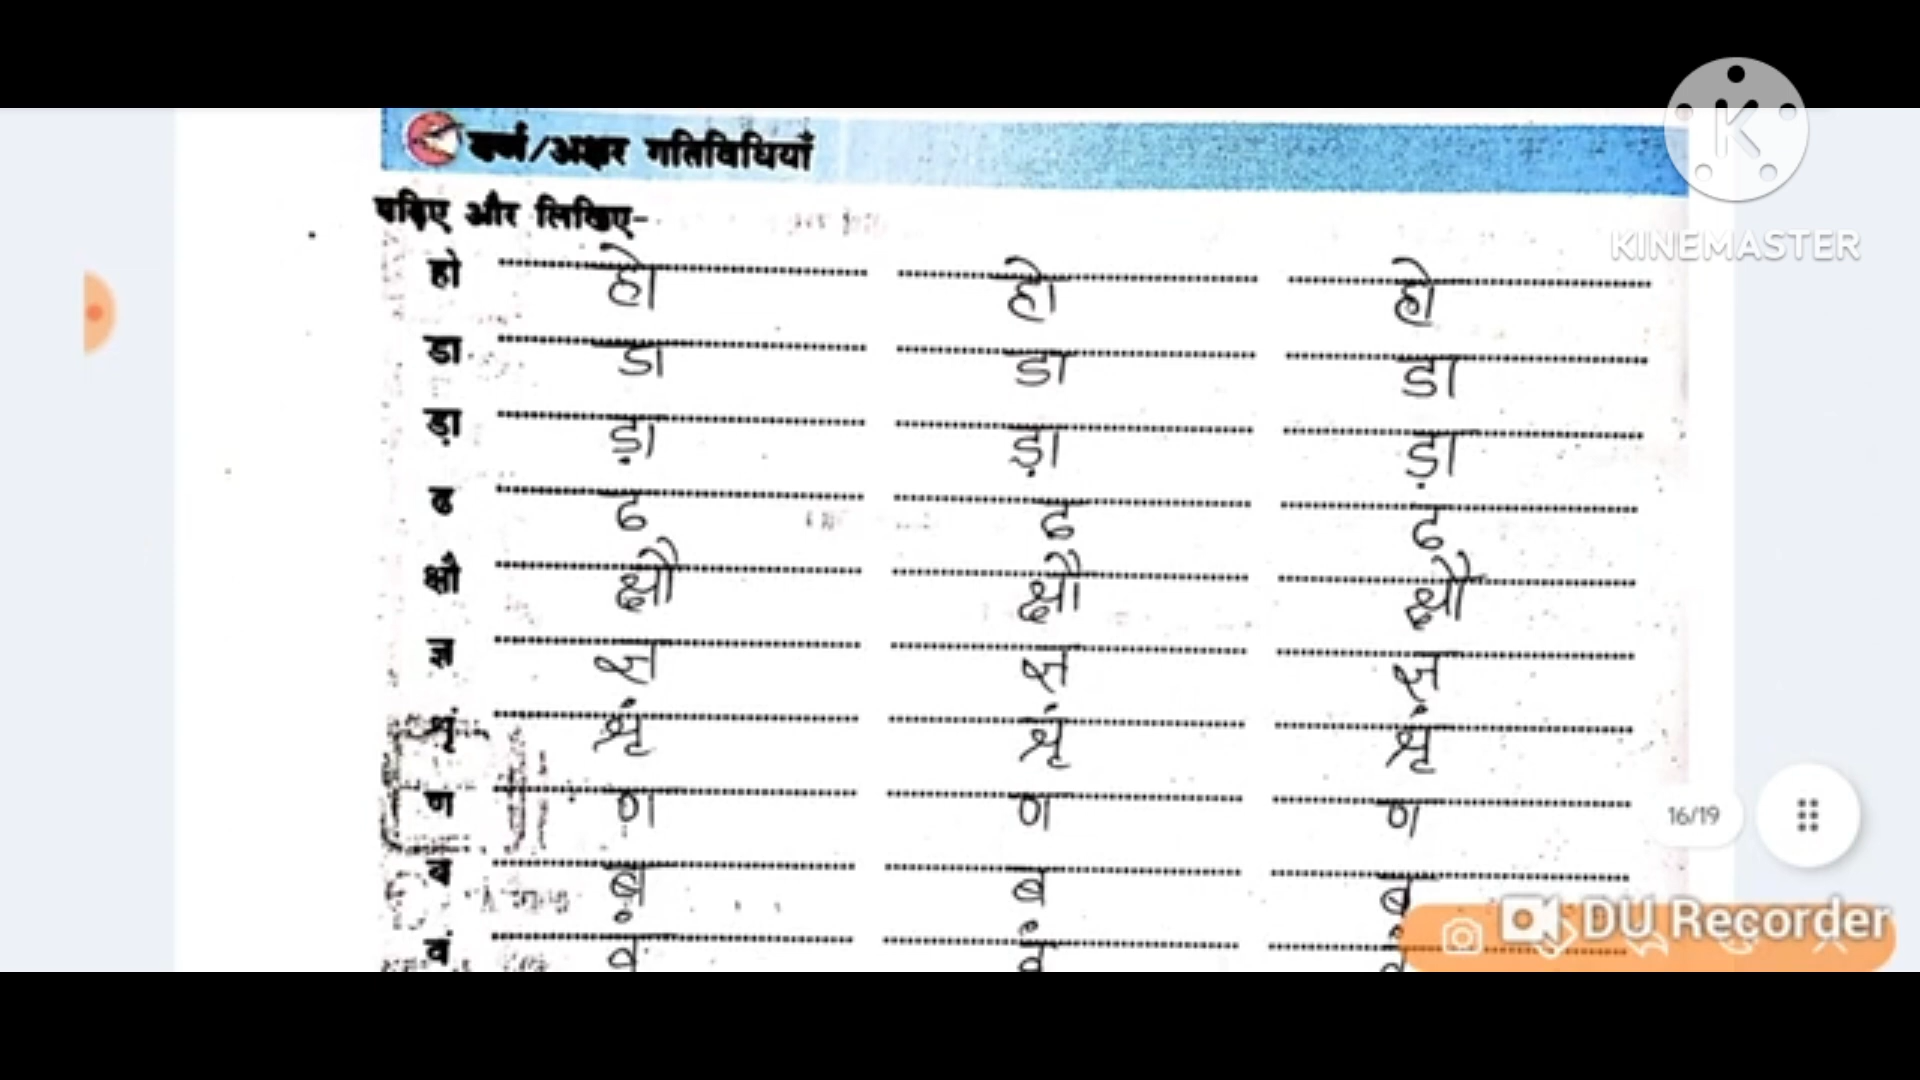 वर्ण/अक्षर गतिविधियाँ
KINEMASTER
पढ़िए और लिखिए-
हो हो हो हो
डा डा डा डा
ड़ा ड़ा ड़ा ड़ा
ढ ढ ढ ढ
क्षौ क्षौ क्षौ क्षौ
ज्ञ
शृं
ण ण ण ण
16/19
ब ब ब ब
DU Recorder
वं वं वं